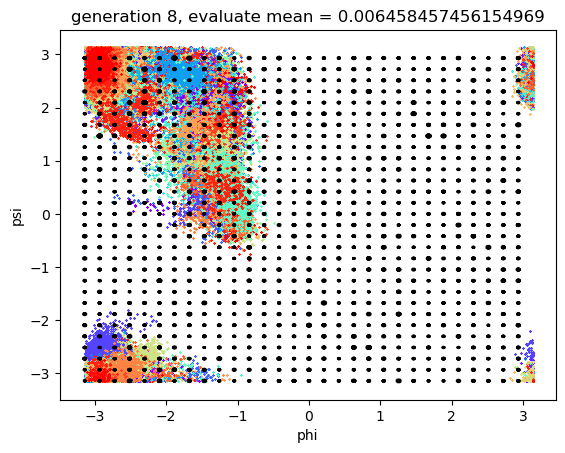 generation 8, evaluate mean = 0.006458457456154969
3
2
1
0
−1
−2
−3
psi
−3 −2 −1 0 1 2 3
phi